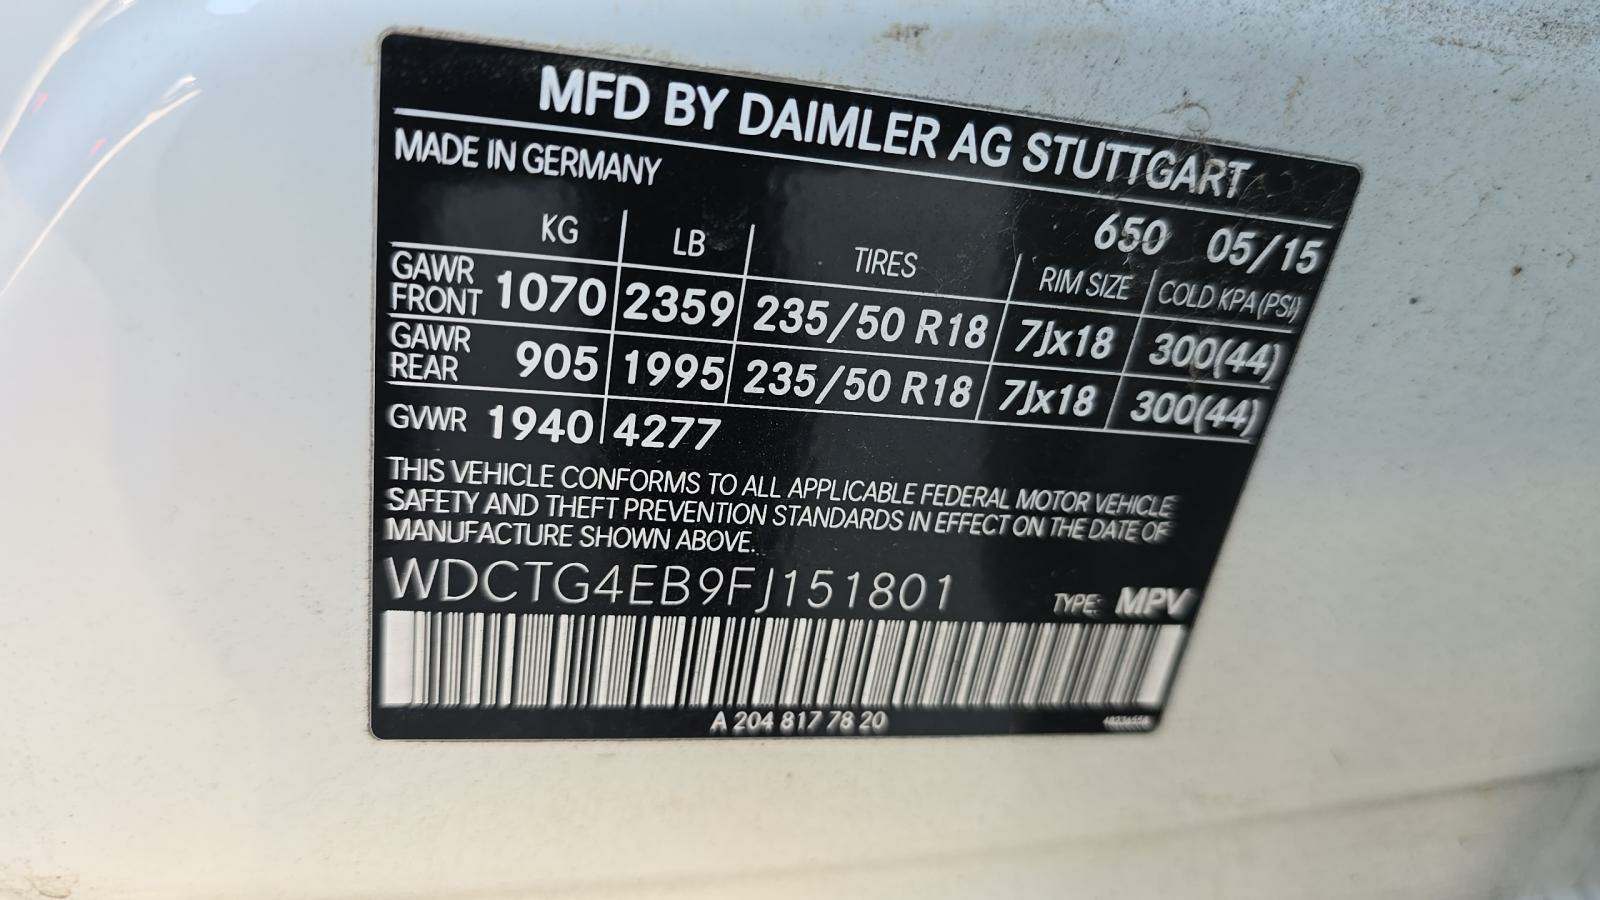 MFD BY DAIMLER AG STUTTGART
MADE IN GERMANY
650 05/15
KG LB TIRES RIM SIZE COLD KPA (PSI)
GAWR FRONT 1070 2359 235/50 R18 7Jx18 300(44)
GAWR REAR 905 1995 235/50 R18 7Jx18 300(44)
GVWR 1940 4277
THIS VEHICLE CONFORMS TO ALL APPLICABLE FEDERAL MOTOR VEHICLE
SAFETY AND THEFT PREVENTION STANDARDS IN EFFECT ON THE DATE OF
MANUFACTURE SHOWN ABOVE.
WDCTG4EB9FJ151801 TYPE: MPV
A 204 817 78 20